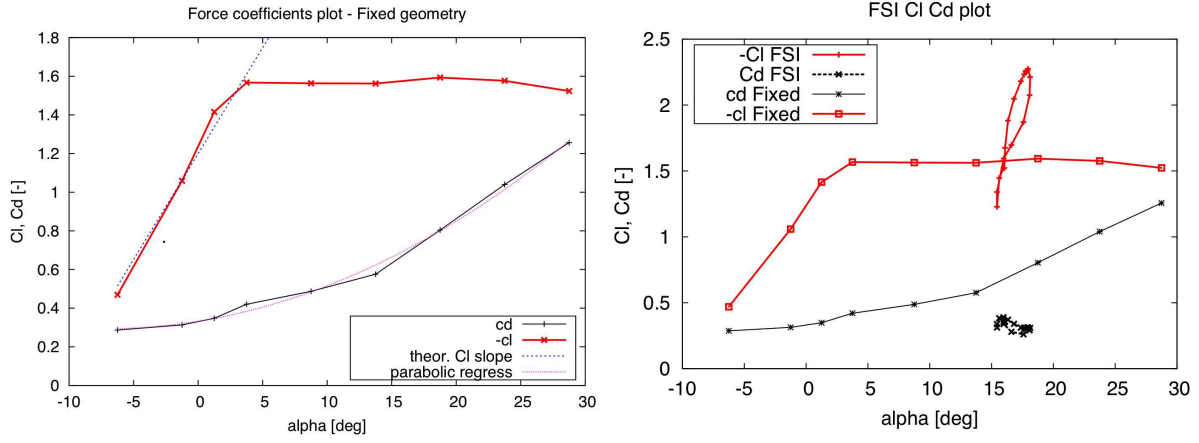 Force coefficients plot - Fixed geometry
1.8
1.6
1.4
1.2
1
0.8
0.6
0.4
0.2
0
Cl, Cd [-]
cd
-cl
theor. Cl slope
parabolic regress
-10 -5 0 5 10 15 20 25 30
alpha [deg]
FSI Cl Cd plot
2.5
2
1.5
1
0.5
0
Cl, Cd [-]
-Cl FSI
Cd FSI
cd Fixed
-cl Fixed
-10 -5 0 5 10 15 20 25 30
alpha [deg]